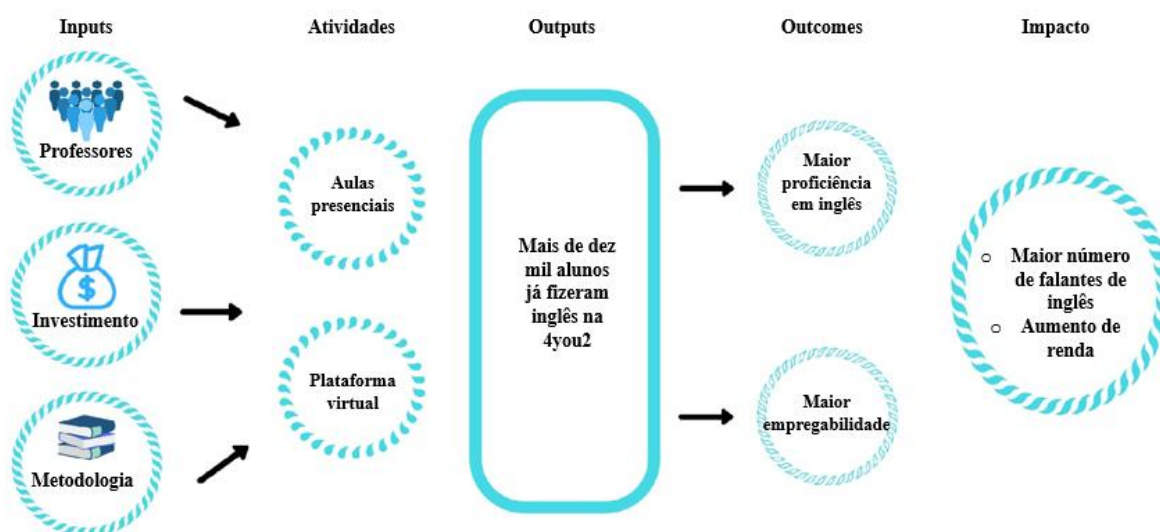 Inputs
Atividades
Outputs
Outcomes
Impacto
Professores
$
Investimento
Metodologia
Aulas
presenciais
Plataforma
virtual
Mais de dez
mil alunos
já fizeram
inglês na
4you2
Maior
proficiência
em inglês
Maior
empregabilidade
o Maior número
de falantes de
inglês
o Aumento de
renda